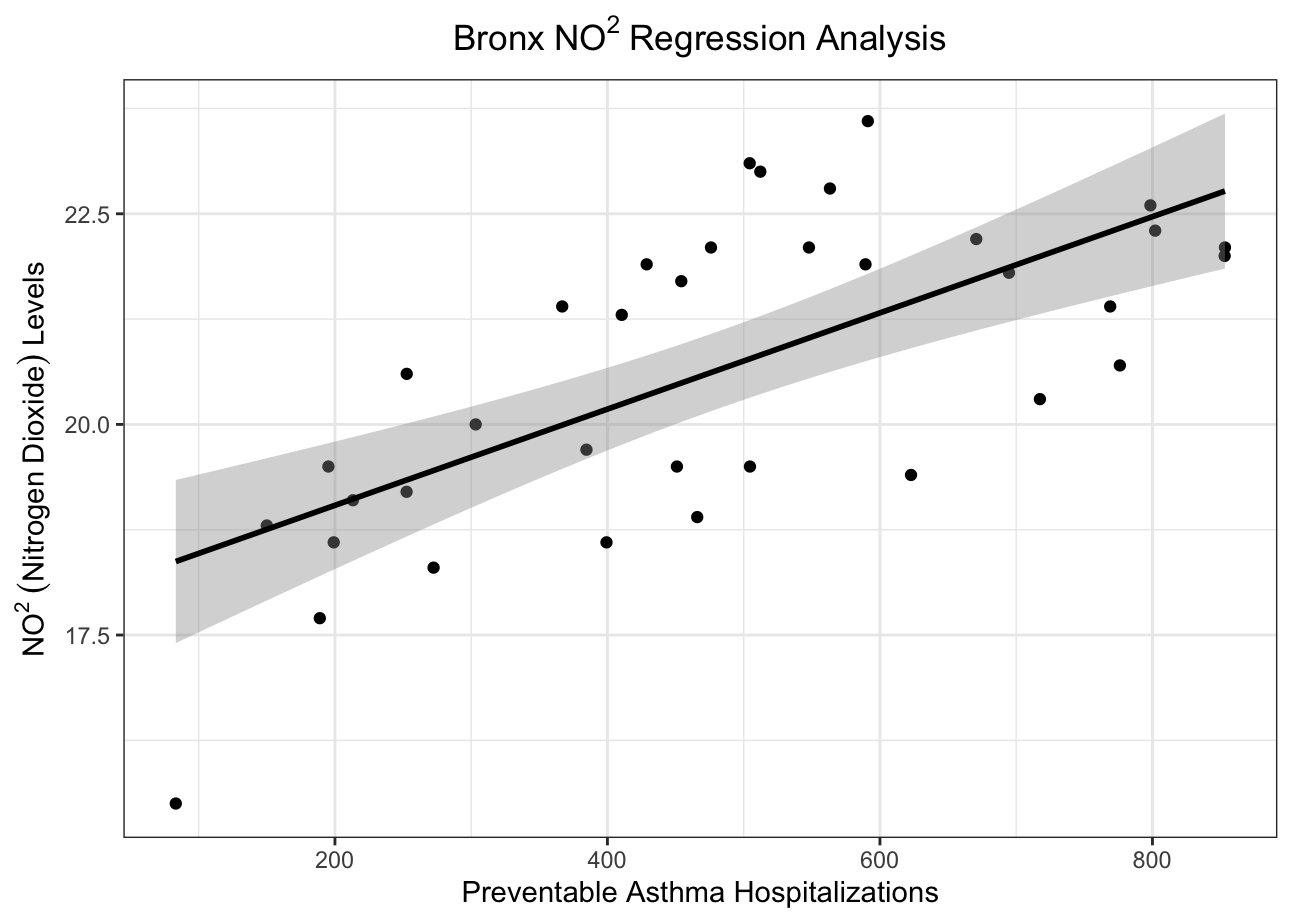 Bronx NO² Regression Analysis
NO² (Nitrogen Dioxide) Levels
22.5
20.0
17.5
200 400 600 800
Preventable Asthma Hospitalizations